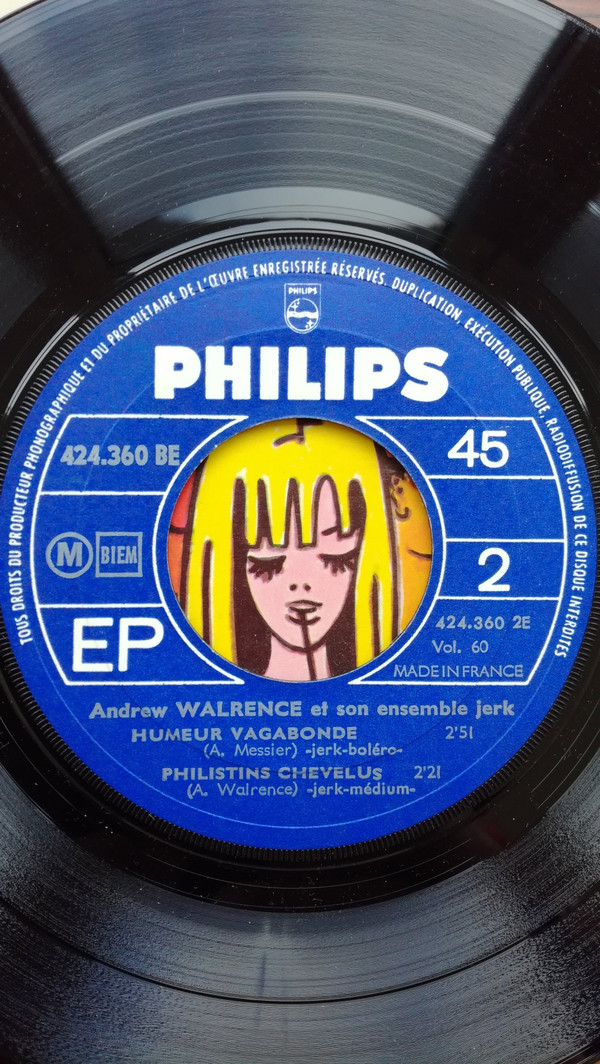 TOUS DROITS DU PRODUCTEUR PHONOGRAPHIQUE ET DU PROPRIÉTAIRE DE L'ŒUVRE ENREGISTRÉE RÉSERVÉS. DUPLICATION, EXÉCUTION PUBLIQUE, RADIODIFFUSION DE CE DISQUE INTERDITES
PHILIPS
PHILIPS
424.360 BE
45
M BIEM
2
EP
424.360 2E
Vol. 60
MADE IN FRANCE
Andrew WALRENCE et son ensemble jerk
HUMEUR VAGABONDE 2'51
(A. Messier) -jerk-boléro-
PHILISTINS CHEVELUS 2'21
(A. Walrence) -jerk-médium-